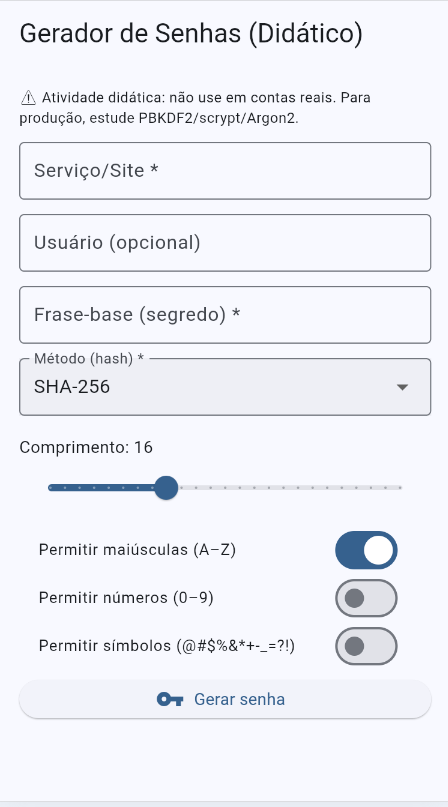 Gerador de Senhas (Didático)
⚠ Atividade didática: não use em contas reais. Para
produção, estude PBKDF2/scrypt/Argon2.
Serviço/Site *
Usuário (opcional)
Frase-base (segredo) *
Método (hash) *
SHA-256
Comprimento: 16
Permitir maiúsculas (A–Z)
Permitir números (0–9)
Permitir símbolos (@#$%&*+-_=?!)
Gerar senha